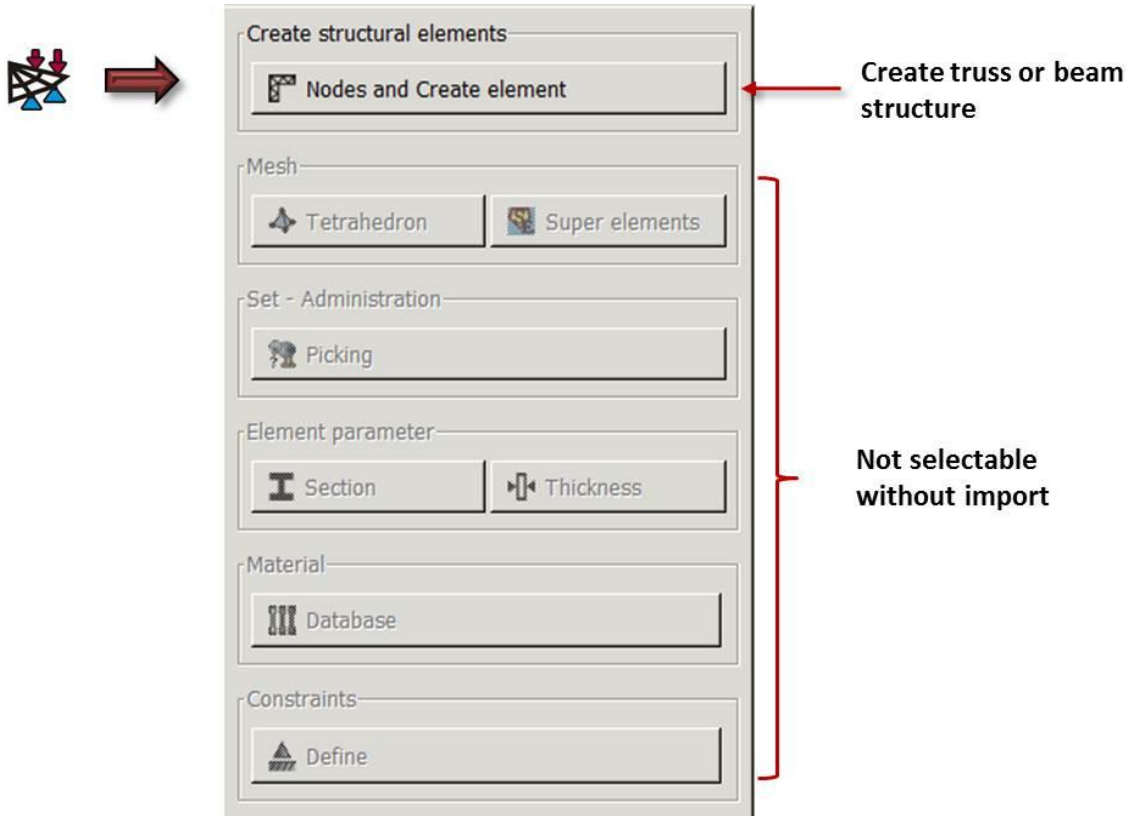 Create structural elements
Nodes and Create element
Create truss or beam
structure
Mesh
Tetrahedron
Super elements
Set - Administration
Picking
Element parameter
Section
Thickness
Not selectable
without import
Material
Database
Constraints
Define